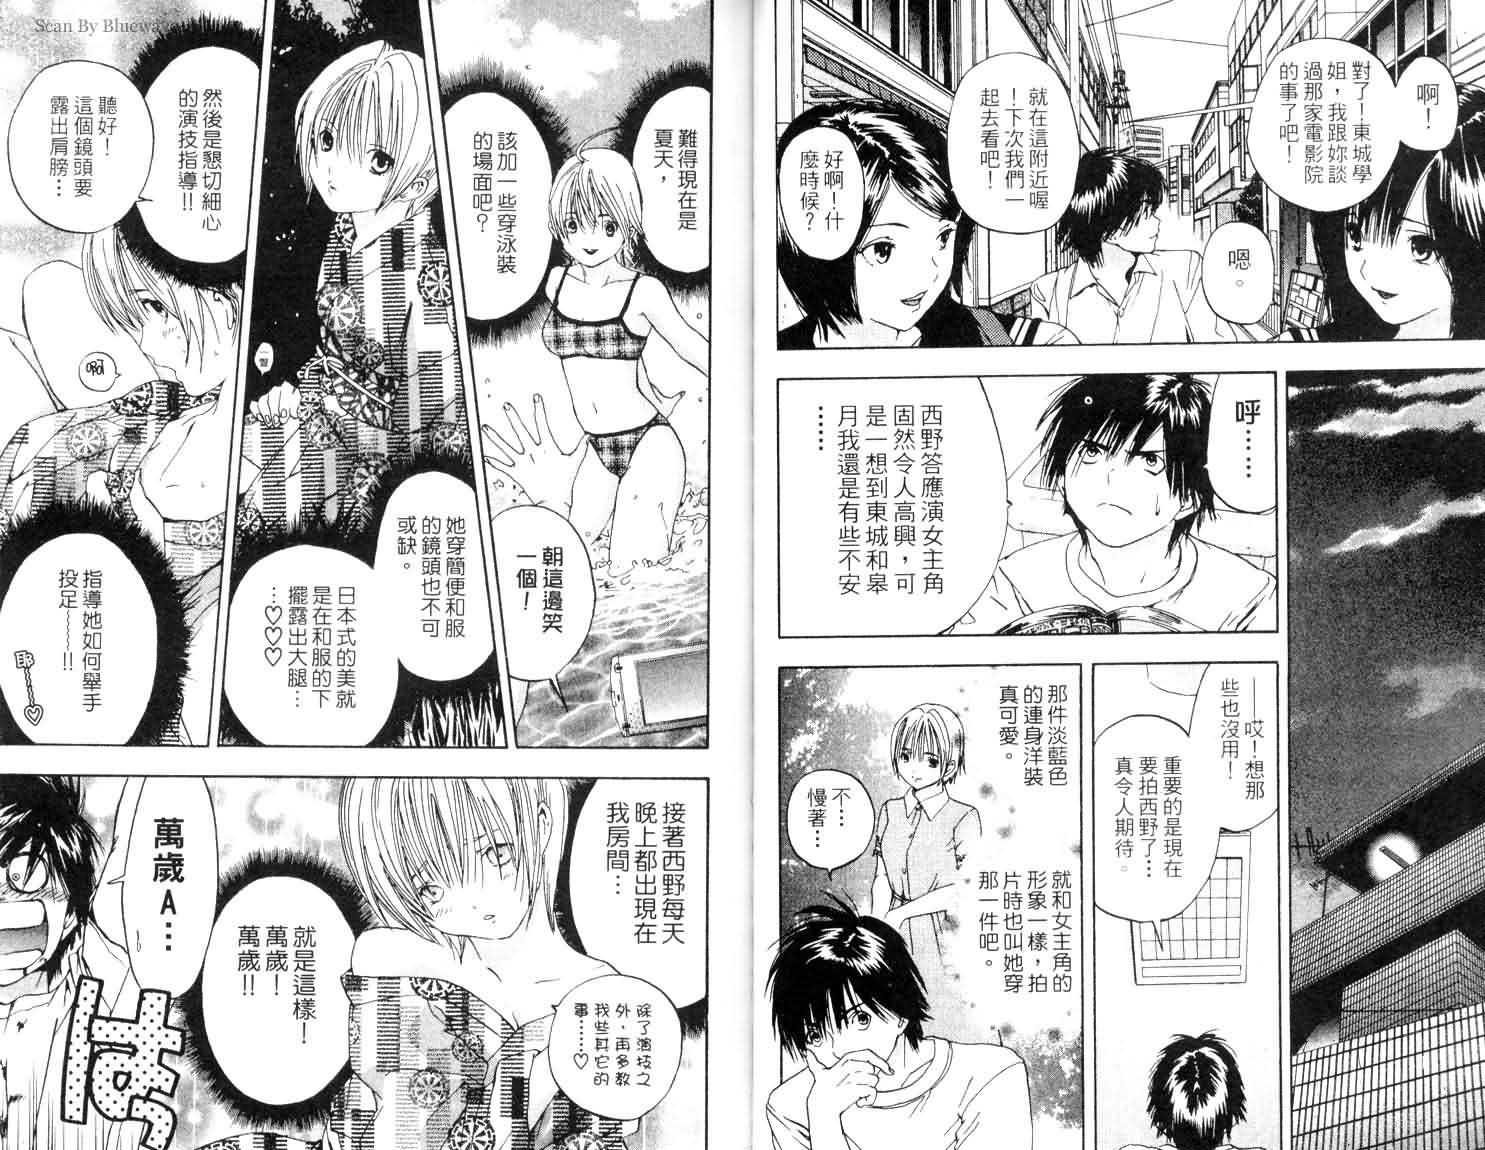 Scan By Bluew
啊！
對了！東城學
姐，我跟妳談
過那家電影院
的事了吧！
嗯。
就在這附近喔
！下次我們一
起去看吧！
好啊！什
麼時候？
呼……
西野答應演女主角
固然令人高興，可
是一想到東城和皋
月我還是有些不安
……
——哎！想那
些也沒用！
重要的是現在
要拍西野了…
真令人期待。
那件淡藍色
的連身洋裝
真可愛。
不…
慢著…
就和女主角的
形象一樣，拍
片時也叫她穿
那一件吧。
難得現在是
夏天，
該加一些穿泳裝
的場面吧？
朝這邊笑
一個！
她穿簡便和服
的鏡頭也不可
或缺。
日本式的美就
是在和服的下
擺露出大腿…
…♡♡♡
然後是懇切細心
的演技指導!!
聽好！
這個鏡頭要
露出肩膀…
指導她如何舉手
投足~~~!!
耶……♡
接著西野每天
晚上都出現在
我房間…
除了演技之
外，再多教
我些其它的
事……♡
就是這樣！
萬歲！
萬歲!!
萬歲A…
はっ